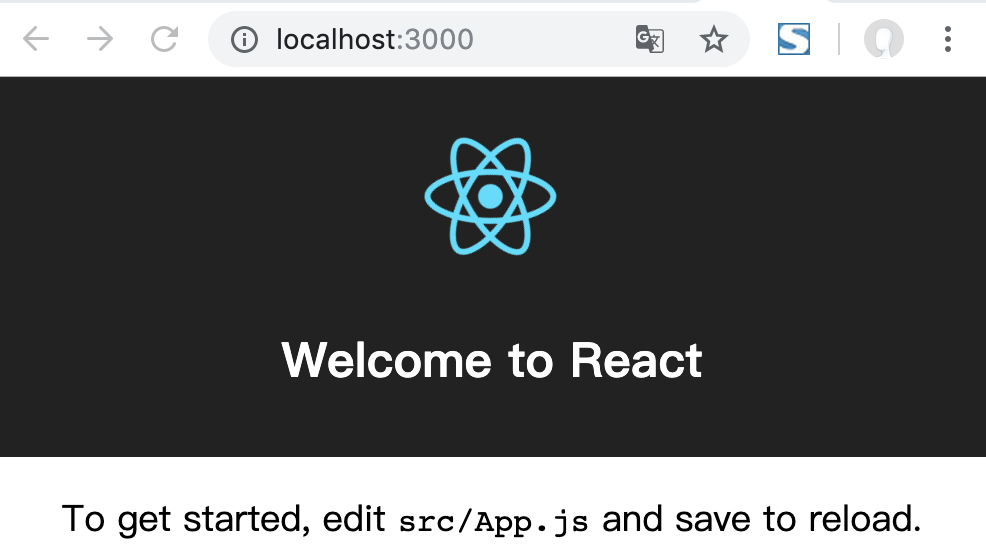 localhost:3000
Welcome to React
To get started, edit src/App.js and save to reload.